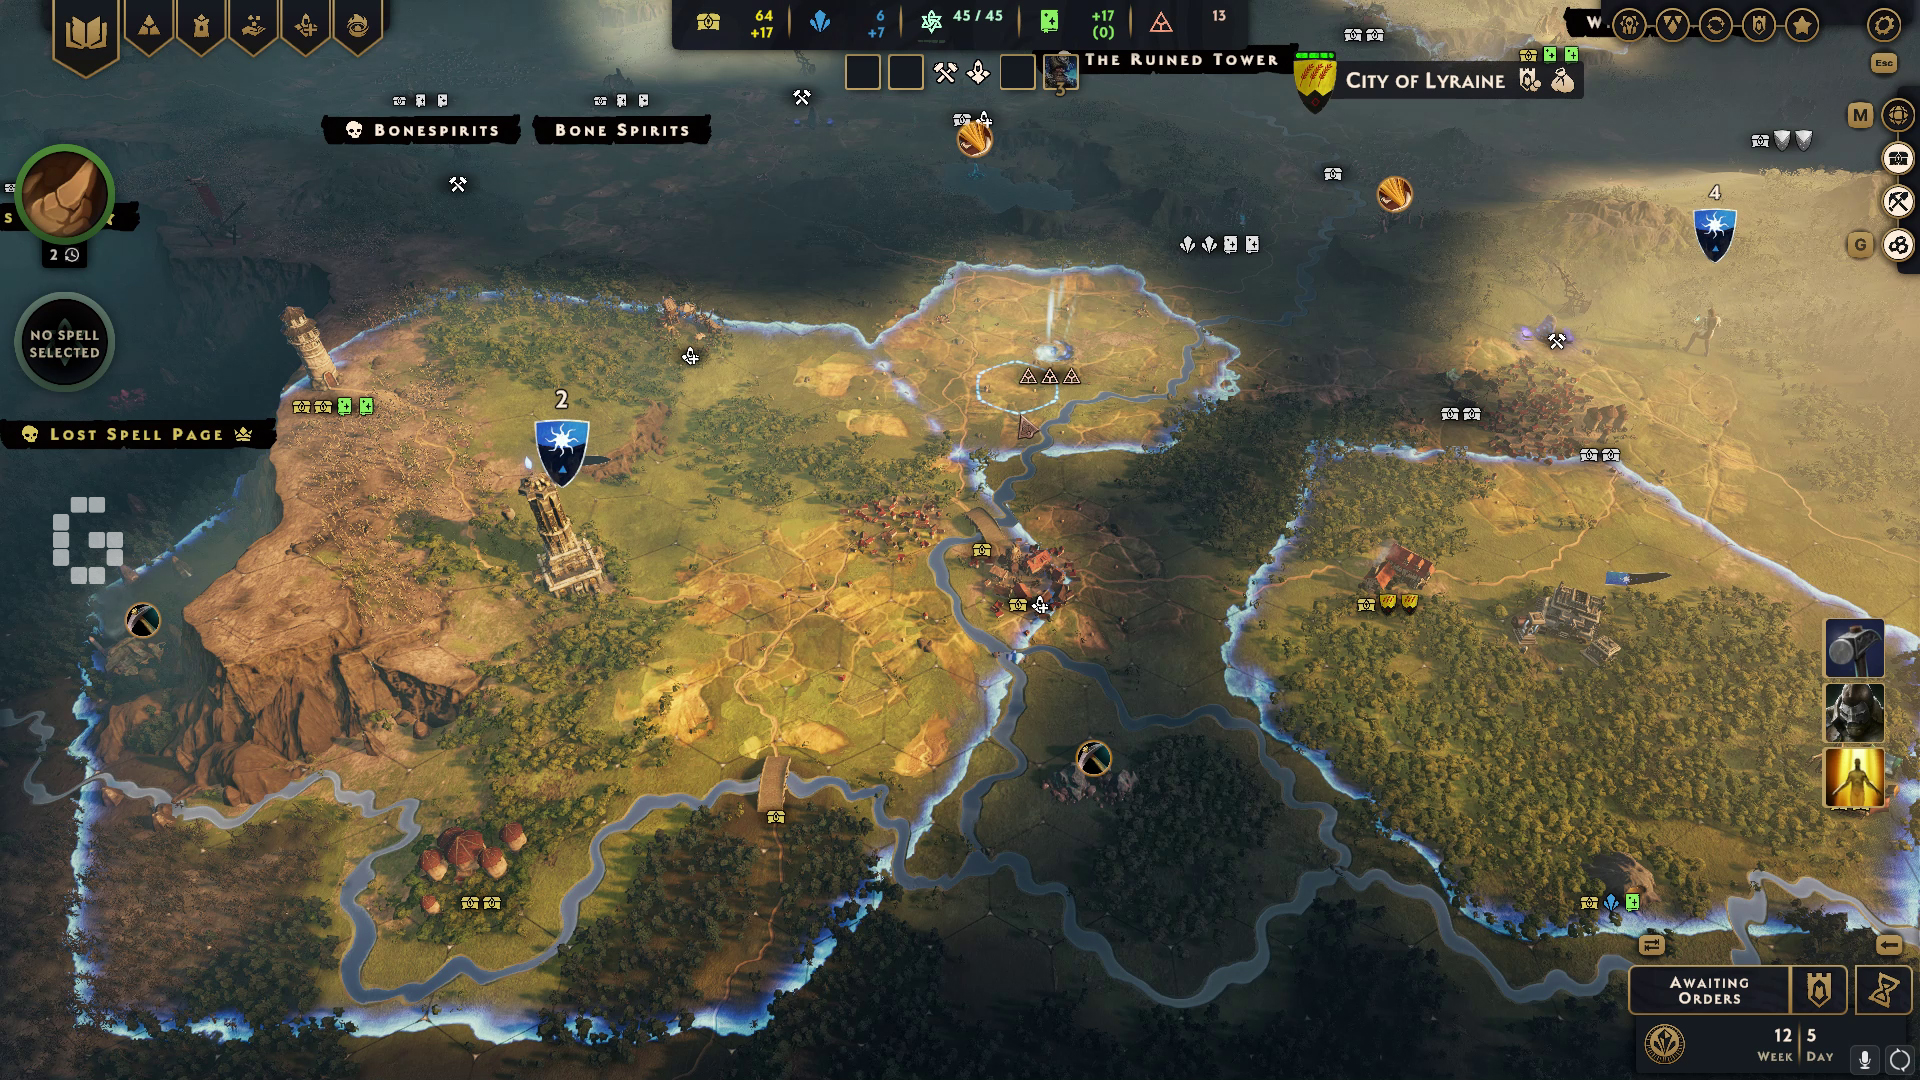 64
+17
6
+7
45 / 45
+17
(0)
13
W.
THE RUINED TOWER
3
CITY OF LYRAINE
Esc
BONESPIRITS
BONE SPIRITS
M
4
S
2
G
NO SPELL
SELECTED
2
LOST SPELL PAGE
AWAITING
ORDERS
12 5
WEEK DAY